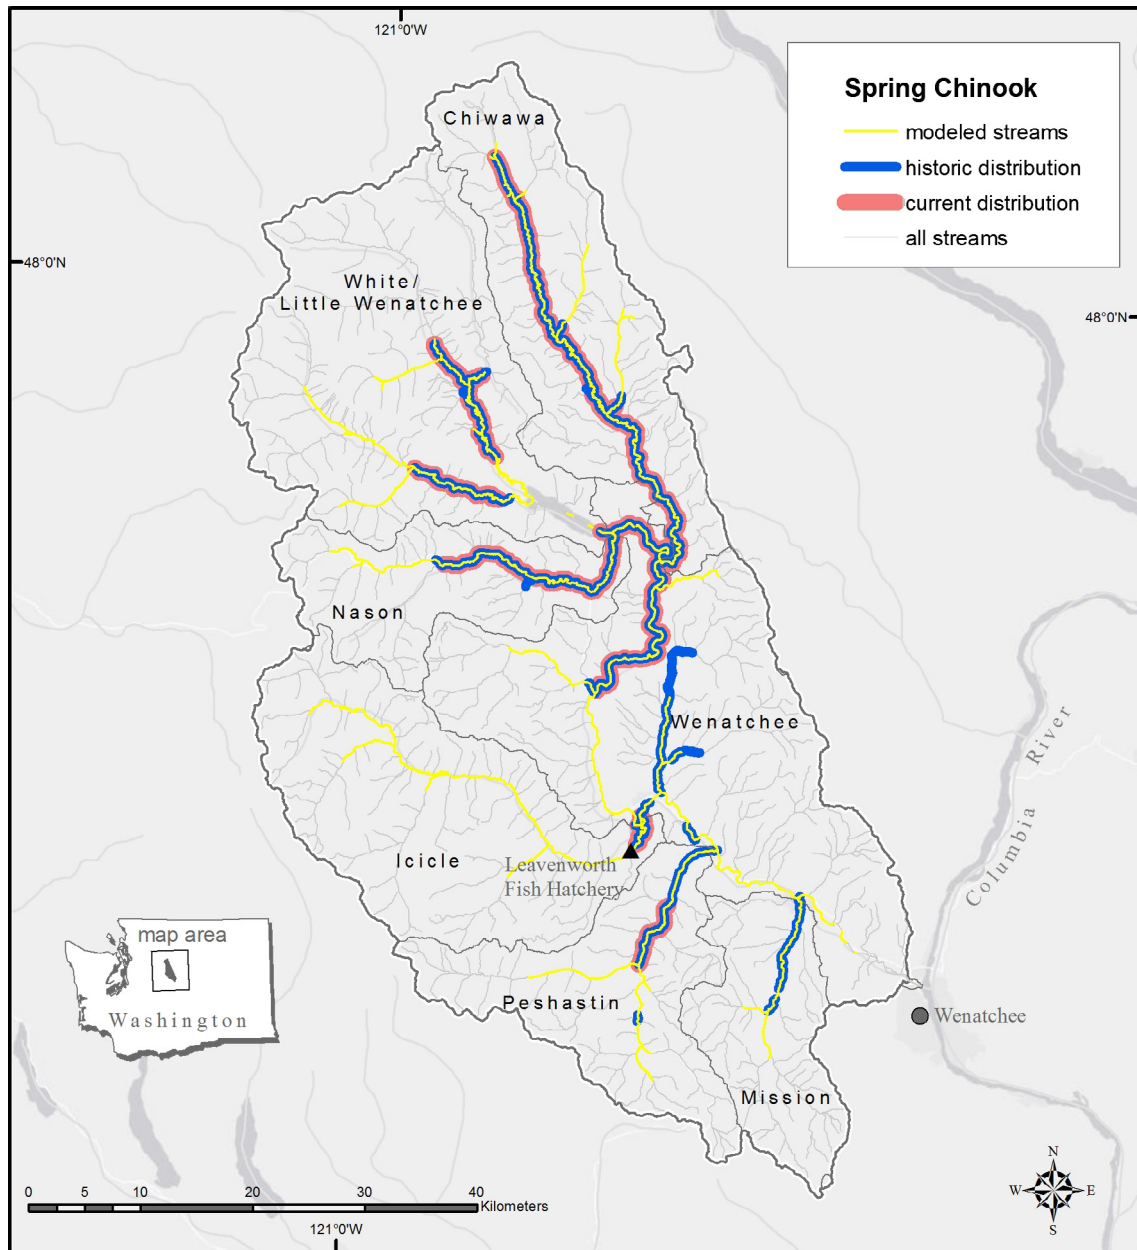 121°0'W
Spring Chinook
modeled streams
historic distribution
current distribution
all streams
Chiwawa
48°0'N
White/
Little Wenatchee
48°0'N
Nason
Wenatchee
Columbia River
Icicle
Leavenworth
Fish Hatchery
map area
Washington
Peshastin
Wenatchee
Mission
N
W
E
S
0
5
10
20
30
40
Kilometers
121°0'W